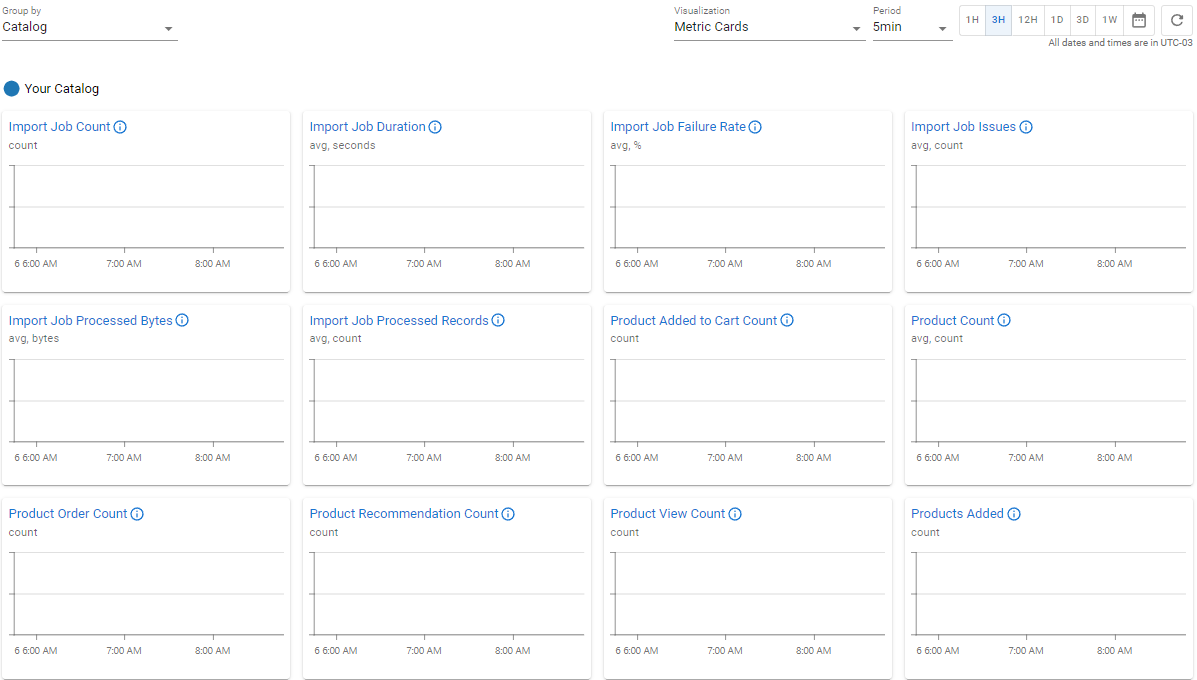 Group by
Catalog
Visualization
Metric Cards
Period
5min
1H 3H 12H 1D 3D 1W
All dates and times are in UTC-03
Your Catalog
Import Job Count
count
6 6:00 AM 7:00 AM 8:00 AM
Import Job Duration
avg, seconds
6 6:00 AM 7:00 AM 8:00 AM
Import Job Failure Rate
avg, %
6 6:00 AM 7:00 AM 8:00 AM
Import Job Issues
avg, count
6 6:00 AM 7:00 AM 8:00 AM
Import Job Processed Bytes
avg, bytes
6 6:00 AM 7:00 AM 8:00 AM
Import Job Processed Records
avg, count
6 6:00 AM 7:00 AM 8:00 AM
Product Added to Cart Count
count
6 6:00 AM 7:00 AM 8:00 AM
Product Count
avg, count
6 6:00 AM 7:00 AM 8:00 AM
Product Order Count
count
6 6:00 AM 7:00 AM 8:00 AM
Product Recommendation Count
count
6 6:00 AM 7:00 AM 8:00 AM
Product View Count
count
6 6:00 AM 7:00 AM 8:00 AM
Products Added
count
6 6:00 AM 7:00 AM 8:00 AM